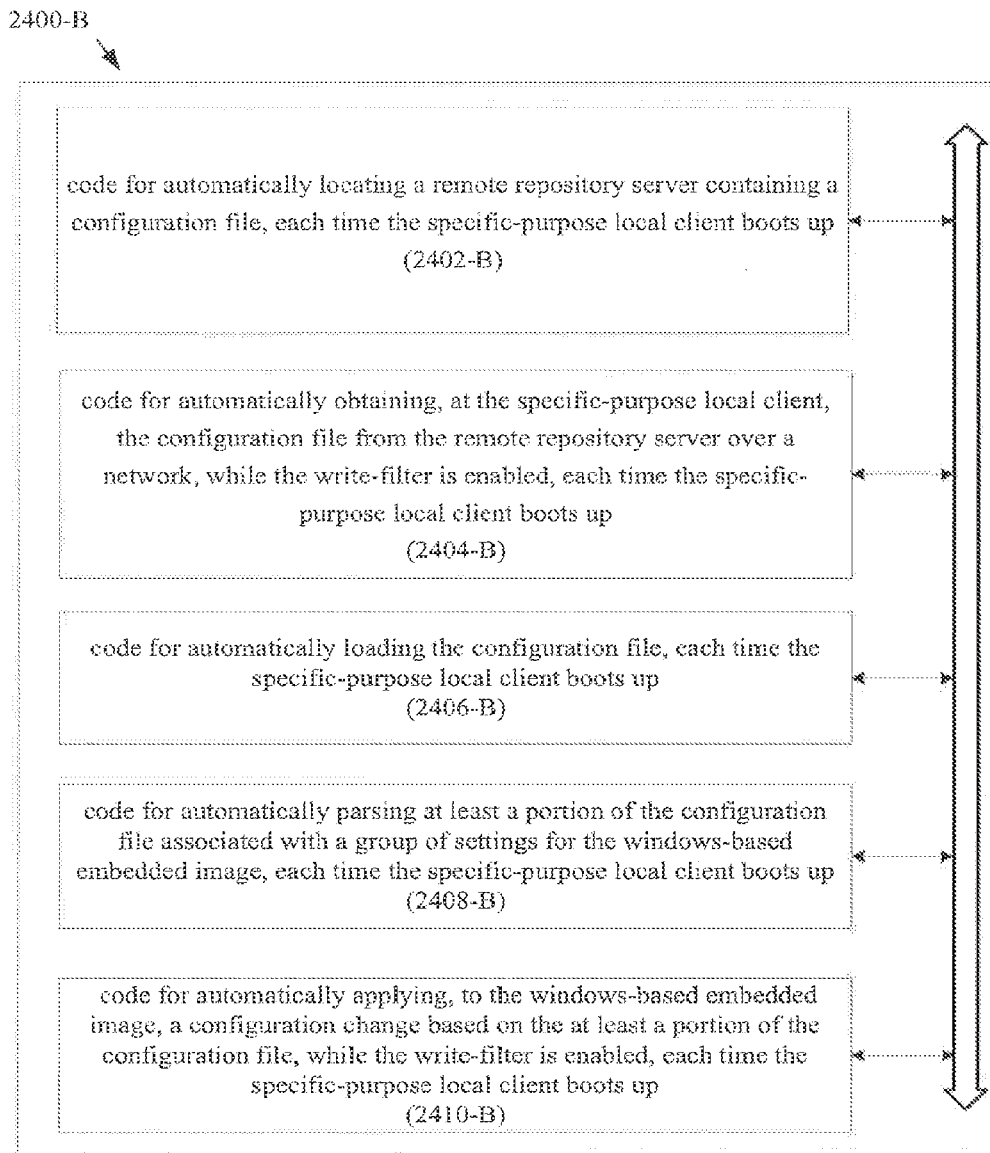 2400-B
code for automatically locating a remote repository server containing a
configuration file, each time the specific-purpose local client boots up
(2402-B)
code for automatically obtaining, at the specific-purpose local client,
the configuration file from the remote repository server over a
network, while the write-filter is enabled, each time the specific-
purpose local client boots up
(2404-B)
code for automatically loading the configuration file, each time the
specific-purpose local client boots up
(2406-B)
code for automatically parsing at least a portion of the configuration
file associated with a group of settings for the windows-based
embedded image, each time the specific-purpose local client boots up
(2408-B)
code for automatically applying, to the windows-based embedded
image, a configuration change based on the at least a portion of the
configuration file, while the write-filter is enabled, each time the
specific-purpose local client boots up
(2410-B)